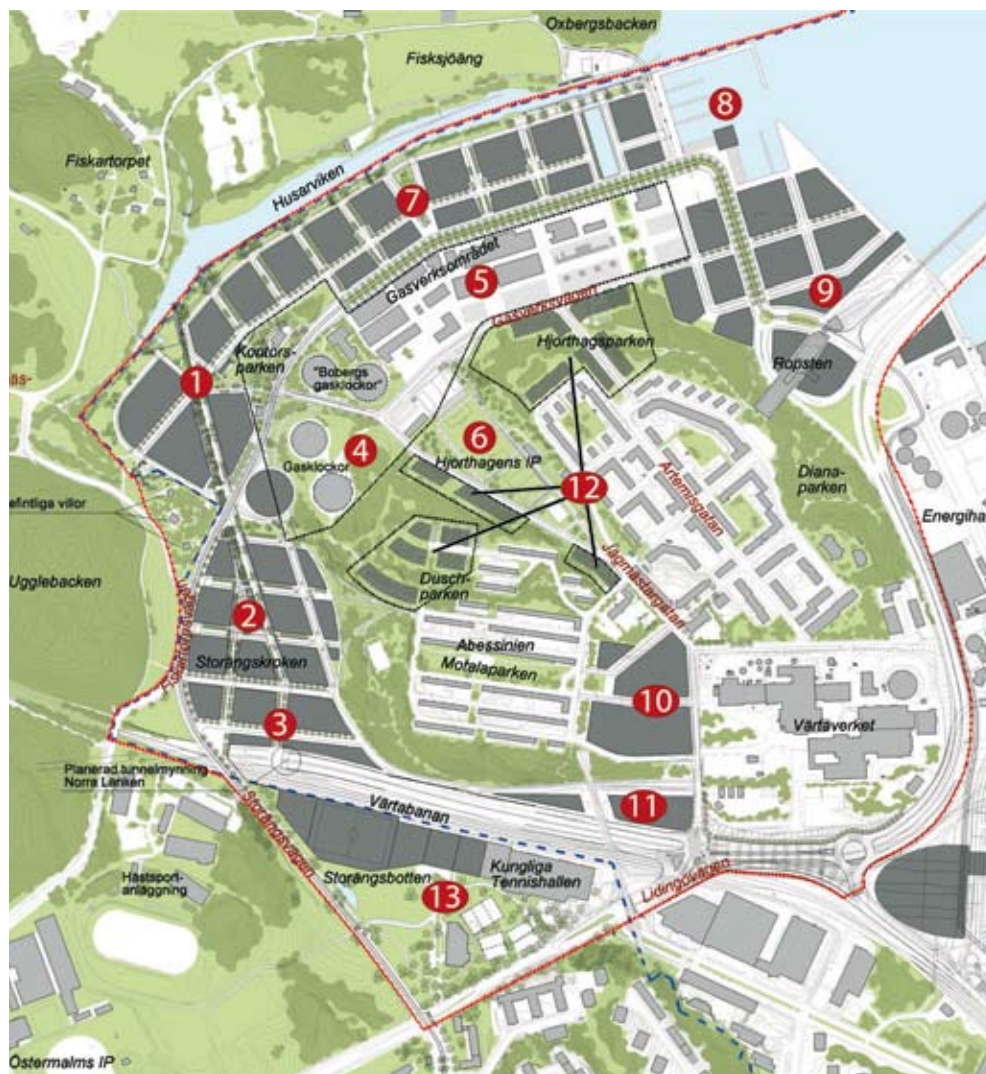 Oxbergsbacken
Fisksjöäng
8
Fiskartorpet
Husarviken
7
Gasverksområdet
5
9
Gasverksvägen
Kontors-
parken
Hjorthagsparken
Ropsten
"Bobergs
gasklockor"
1
6
4
Hjorthagens IP
Gasklockor
12
Artemisgatan
Diana-
parken
Energiha
Ugglebacken
Dusch-
parken
Jägmästargatan
2
Abessinien
Motalaparken
Storängskroken
10
3
Värtaverket
Planerad tunnelmynning
Norra Länken
11
Värtabanan
Storängsvägen
Hästsport-
anläggning
Storängsbotten
Kungliga
Tennishallen
Lidingövägen
13
Östermalms IP